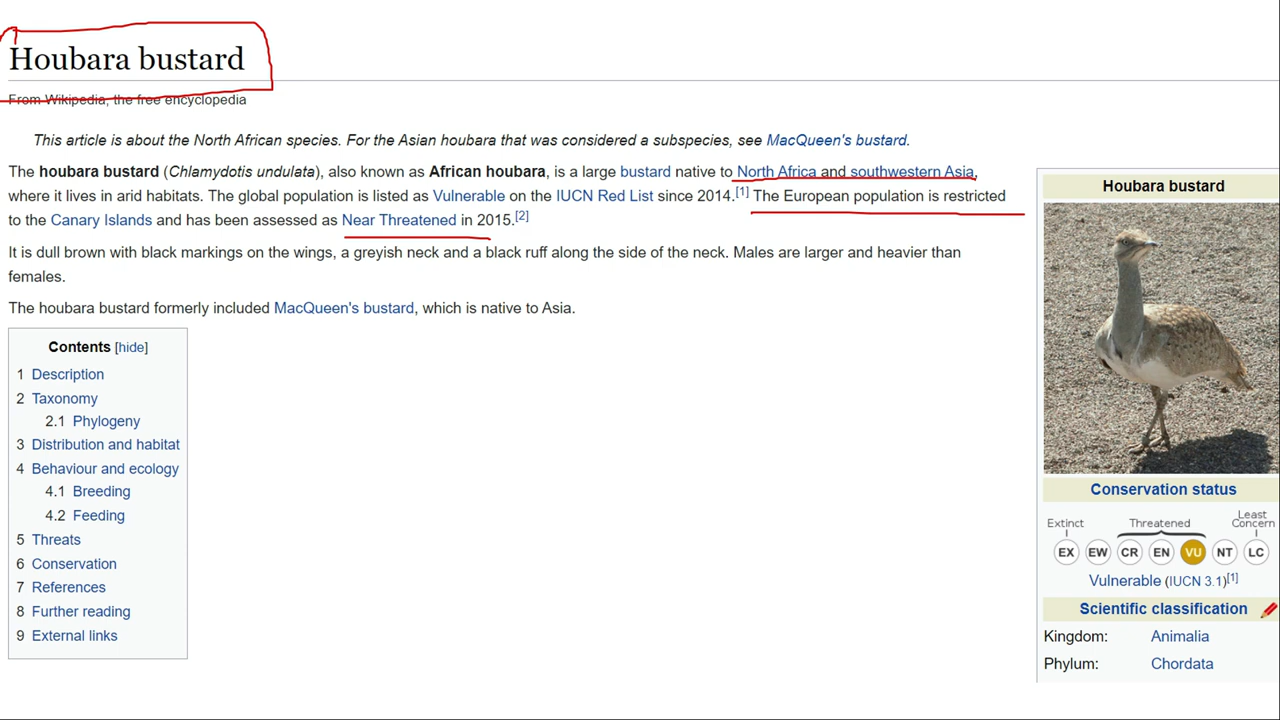 Houbara bustard
From Wikipedia, the free encyclopedia
This article is about the North African species. For the Asian houbara that was considered a subspecies, see MacQueen's bustard.
The houbara bustard (Chlamydotis undulata), also known as African houbara, is a large bustard native to North Africa and southwestern Asia,
where it lives in arid habitats. The global population is listed as Vulnerable on the IUCN Red List since 2014.[1] The European population is restricted
to the Canary Islands and has been assessed as Near Threatened in 2015.[2]
It is dull brown with black markings on the wings, a greyish neck and a black ruff along the side of the neck. Males are larger and heavier than
females.
The houbara bustard formerly included MacQueen's bustard, which is native to Asia.
Contents [hide]
1 Description
2 Taxonomy
2.1 Phylogeny
3 Distribution and habitat
4 Behaviour and ecology
4.1 Breeding
4.2 Feeding
5 Threats
6 Conservation
7 References
8 Further reading
9 External links
Houbara bustard
Conservation status
Extinct Threatened Least Concern
EX EW CR EN VU NT LC
Vulnerable (IUCN 3.1)[1]
Scientific classification
Kingdom: Animalia
Phylum: Chordata